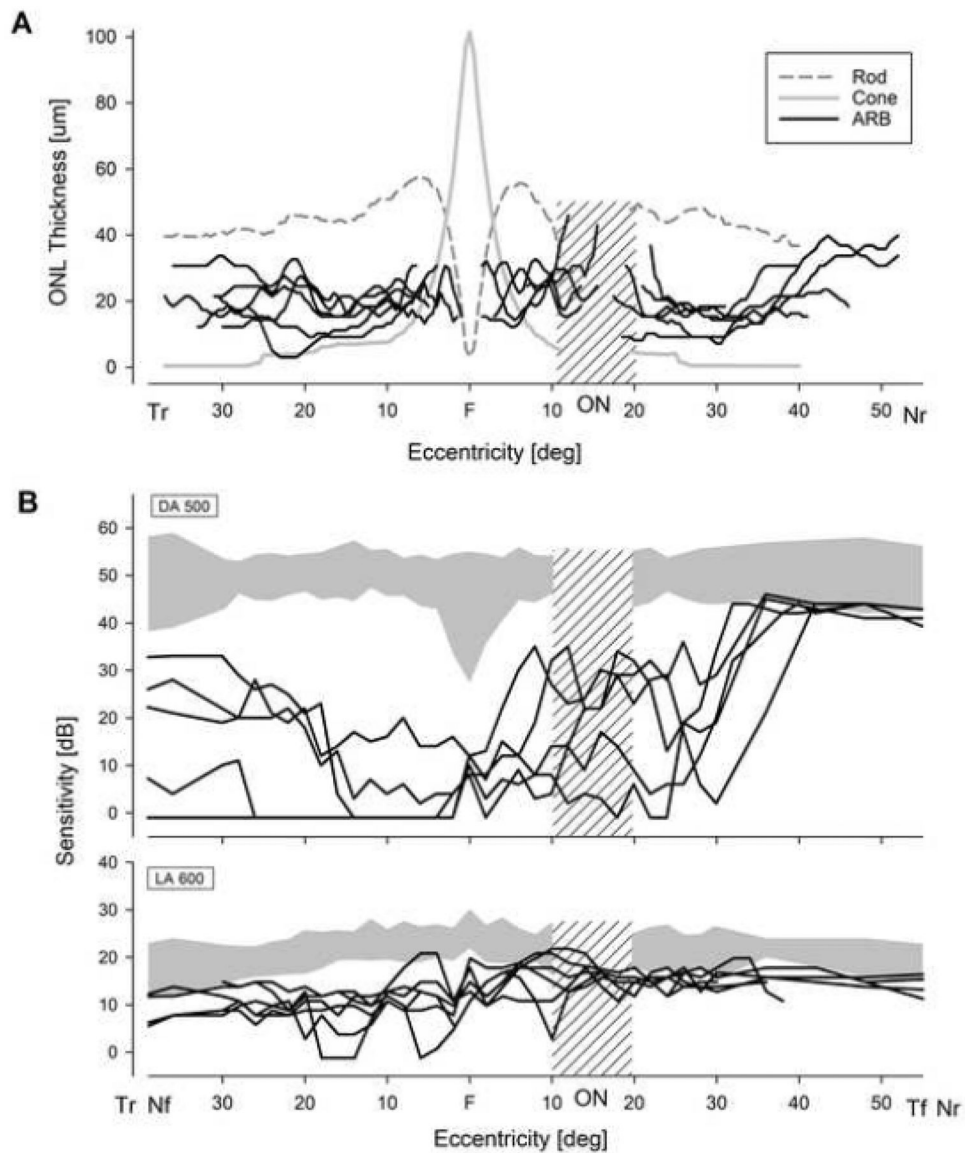 A
100
80
60
40
20
0
ONL Thickness [um]
Rod
Cone
ARB
Tr 30 20 10 F 10 ON 20 30 40 50 Nr
Eccentricity [deg]
B
DA 500
60
50
40
30
20
10
0
Sensitivity [dB]
LA 600
40
30
20
10
0
Tr Nf 30 20 10 F 10 ON 20 30 40 50 Tf Nr
Eccentricity [deg]